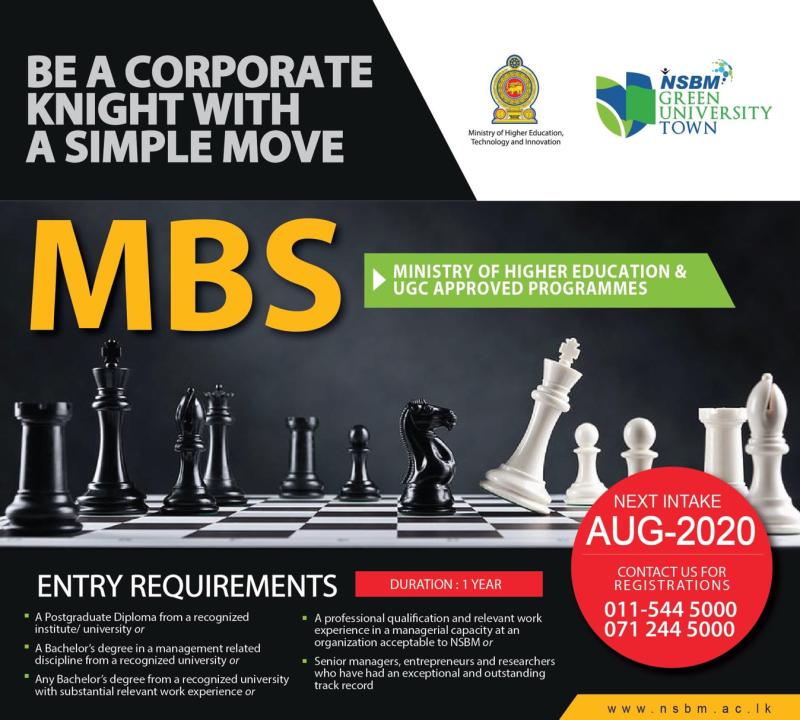 BE A CORPORATE
KNIGHT WITH
A SIMPLE MOVE
Ministry of Higher Education,
Technology and Innovation
NSBM
GREEN
UNIVERSITY
TOWN
MBS
MINISTRY OF HIGHER EDUCATION &
UGC APPROVED PROGRAMMES
NEXT INTAKE
AUG-2020
CONTACT US FOR
REGISTRATIONS
011-544 5000
071 244 5000
ENTRY REQUIREMENTS
DURATION : 1 YEAR
A Postgraduate Diploma from a recognized
institute/ university or
A Bachelor's degree in a management related
discipline from a recognized university or
Any Bachelor's degree from a recognized university
with substantial relevant work experience or
A professional qualification and relevant work
experience in a managerial capacity at an
organization acceptable to NSBM or
Senior managers, entrepreneurs and researchers
who have had an exceptional and outstanding
track record
www.nsbm.ac.lk